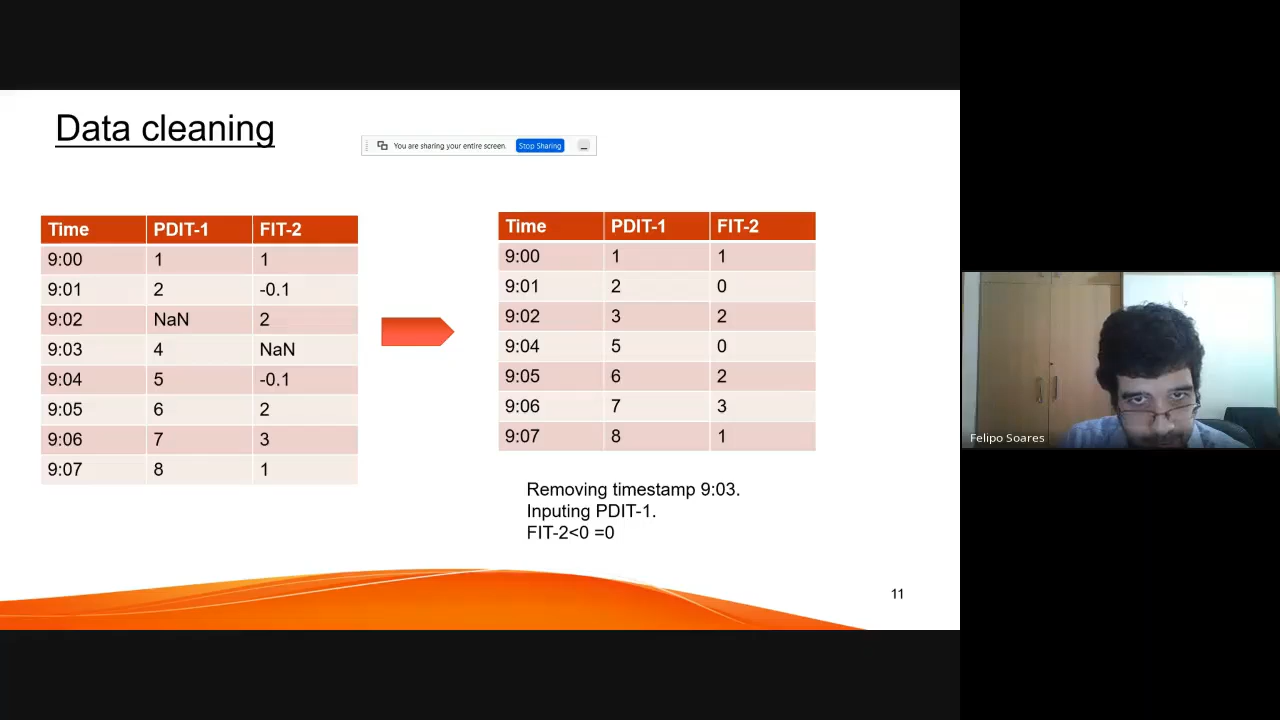 Data cleaning
You are sharing your entire screen. Stop Sharing
Time PDIT-1 FIT-2
9:00 1 1
9:01 2 -0.1
9:02 NaN 2
9:03 4 NaN
9:04 5 -0.1
9:05 6 2
9:06 7 3
9:07 8 1
Time PDIT-1 FIT-2
9:00 1 1
9:01 2 0
9:02 3 2
9:04 5 0
9:05 6 2
9:06 7 3
9:07 8 1
Removing timestamp 9:03.
Inputing PDIT-1.
FIT-2<0 =0
11
Felipo Soares